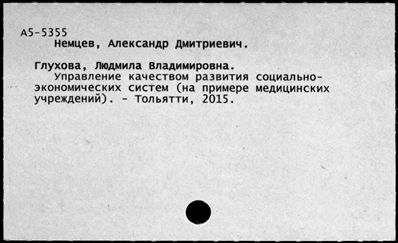 А5-5355
Немцев, Александр Дмитриевич.
Глухова, Людмила Владимировна.
Управление качеством развития социально-
экономических систем (на примере медицинских
учреждений). - Тольятти, 2015.